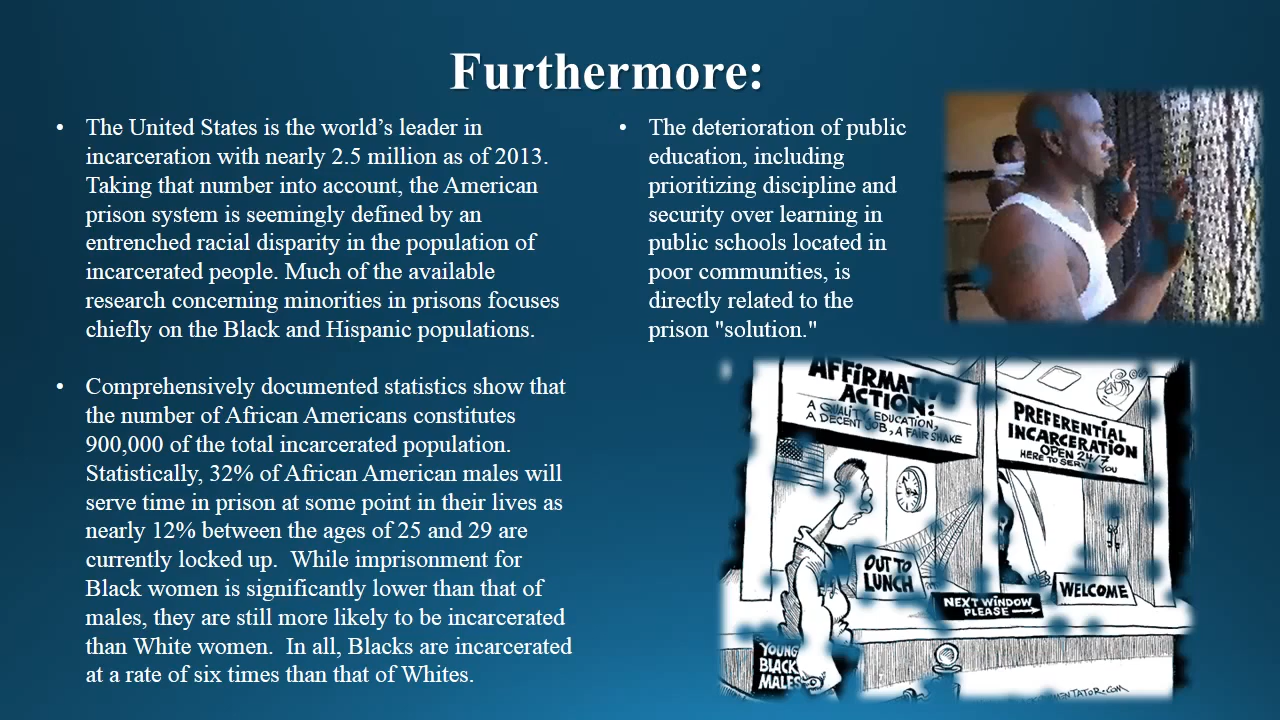 Furthermore:
• The United States is the world’s leader in
incarceration with nearly 2.5 million as of 2013.
Taking that number into account, the American
prison system is seemingly defined by an
entrenched racial disparity in the population of
incarcerated people. Much of the available
research concerning minorities in prisons focuses
chiefly on the Black and Hispanic populations.
• Comprehensively documented statistics show that
the number of African Americans constitutes
900,000 of the total incarcerated population.
Statistically, 32% of African American males will
serve time in prison at some point in their lives as
nearly 12% between the ages of 25 and 29 are
currently locked up.  While imprisonment for
Black women is significantly lower than that of
males, they are still more likely to be incarcerated
than White women.  In all, Blacks are incarcerated
at a rate of six times than that of Whites.
• The deterioration of public
education, including
prioritizing discipline and
security over learning in
public schools located in
poor communities, is
directly related to the
prison "solution."
ACTION:
A QUALITY EDUCATION,
A DECENT JOB, A FAIR SHAKE
PREFERENTIAL
INCARCERATION
OPEN 24/7
HERE TO SERVE YOU
OUT TO
LUNCH
NEXT WINDOW
PLEASE
WELCOME
YOUNG
BLACK
MALES